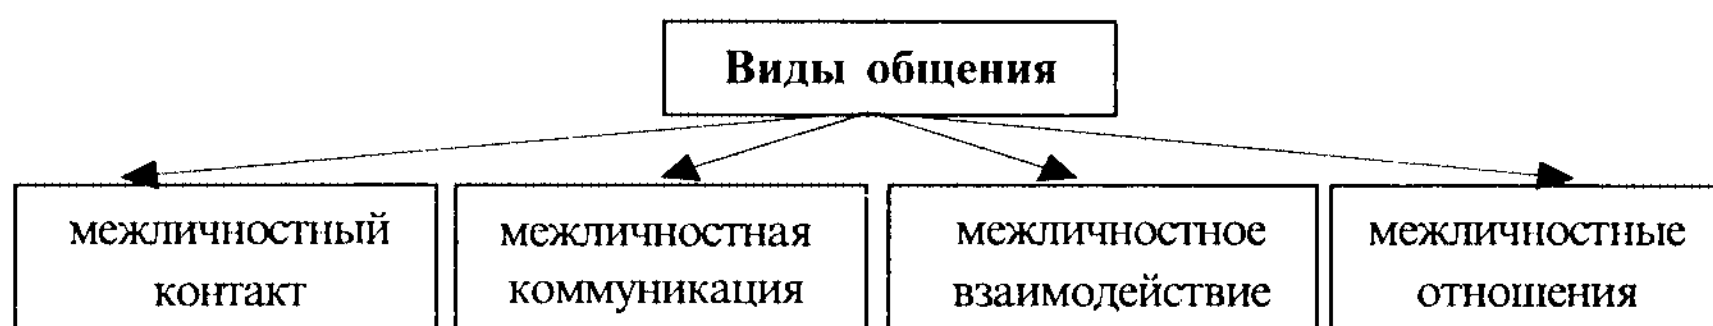 Виды общения
межличностный
контакт
межличностная
коммуникация
межличностное
взаимодействие
межличностные
отношения